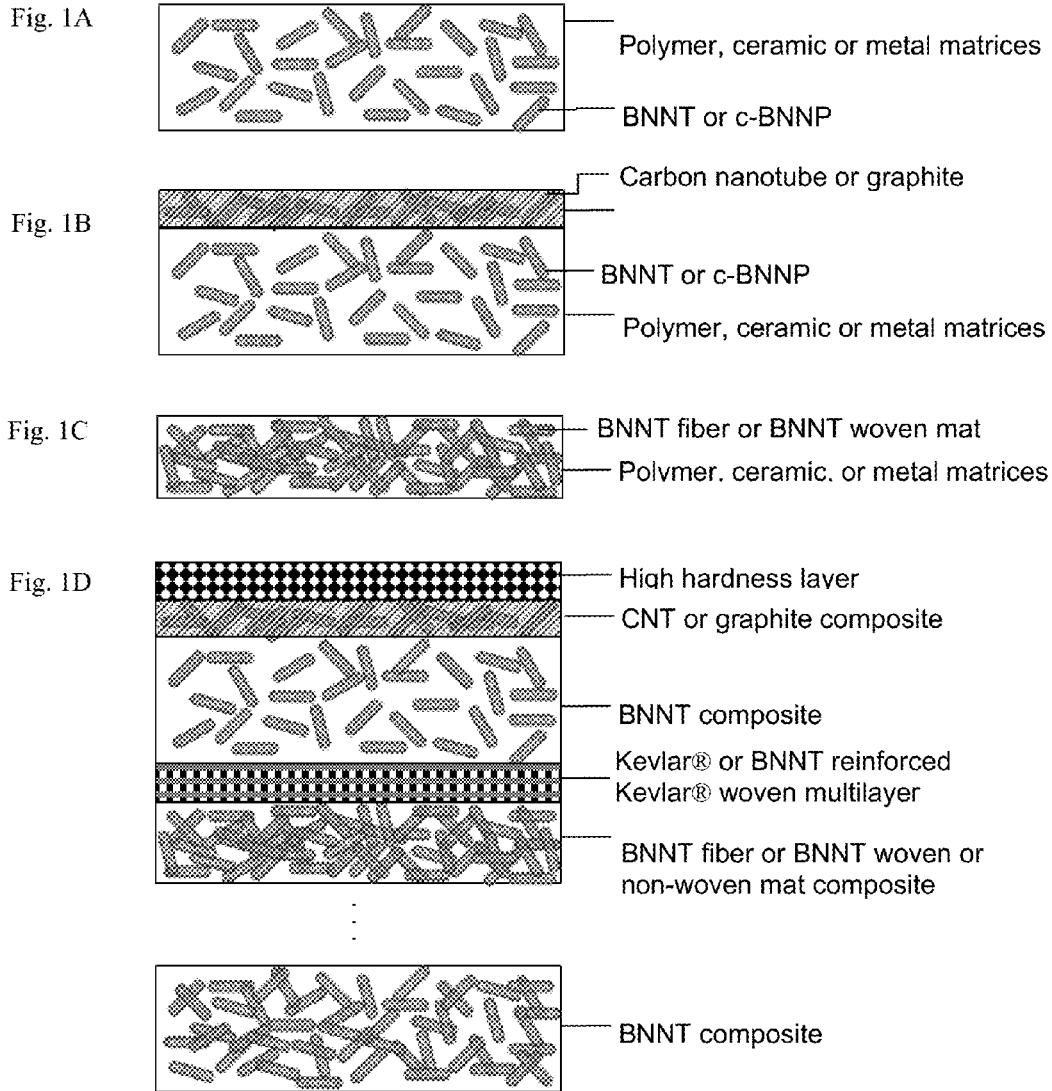 Fig. 1A
Polymer, ceramic or metal matrices
BNNT or c-BNNP
Fig. 1B
Carbon nanotube or graphite
BNNT or c-BNNP
Polymer, ceramic or metal matrices
Fig. 1C
BNNT fiber or BNNT woven mat
Polymer, ceramic, or metal matrices
Fig. 1D
High hardness layer
CNT or graphite composite
BNNT composite
Kevlar® or BNNT reinforced
Kevlar® woven multilayer
BNNT fiber or BNNT woven or
non-woven mat composite
BNNT composite